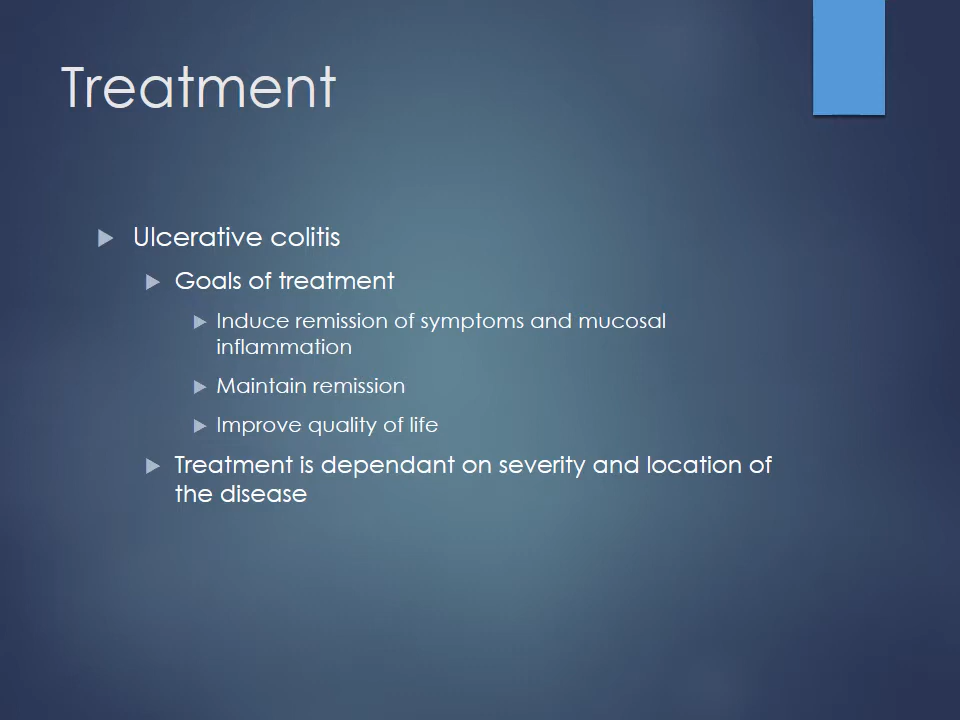 Treatment
Ulcerative colitis
Goals of treatment
Induce remission of symptoms and mucosal
inflammation
Maintain remission
Improve quality of life
Treatment is dependant on severity and location of
the disease